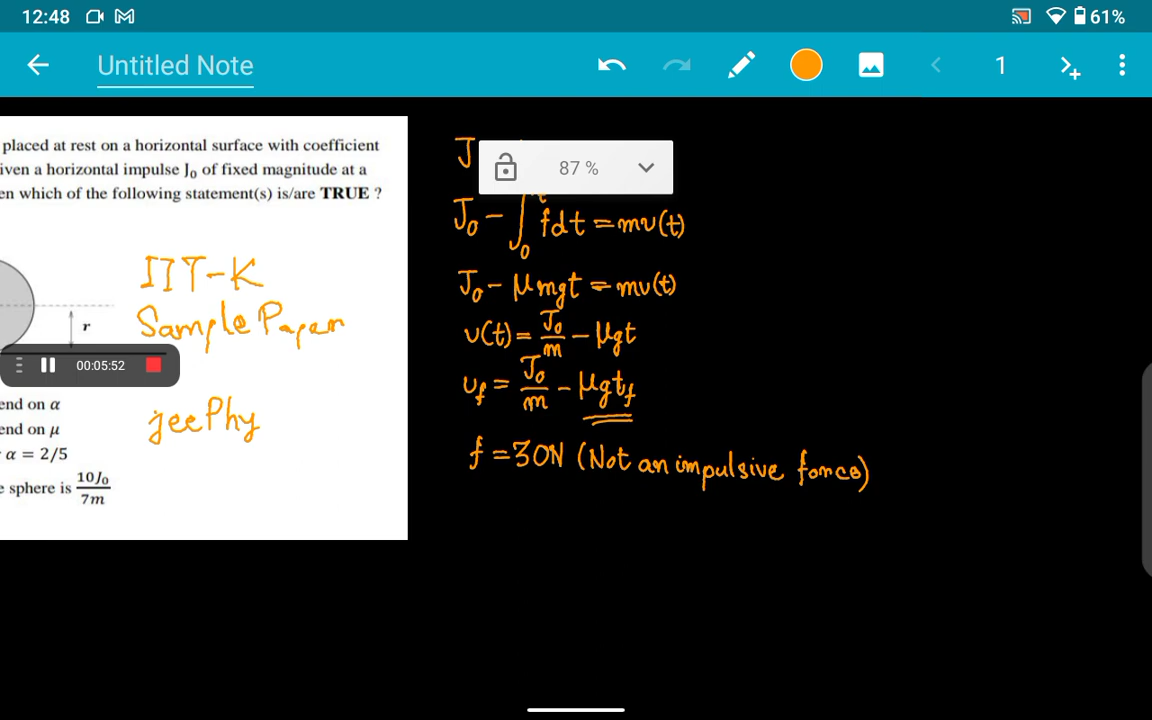 12:48 61%
Untitled Note 1
placed at rest on a horizontal surface with coefficient
iven a horizontal impulse J₀ of fixed magnitude at a
en which of the following statement(s) is/are TRUE ?
r
end on α
end on μ
α = 2/5
e sphere is 10J₀/7m
00:05:52
IIT-K
Sample Paper
jeePhy
87 %
J
J₀ - ∫₀ᵗ fdt = mv(t)
J₀ - μmgt = mv(t)
v(t) = J₀/m - μgt
v_f = J₀/m - μgt_f
f = 30N (Not an impulsive force)